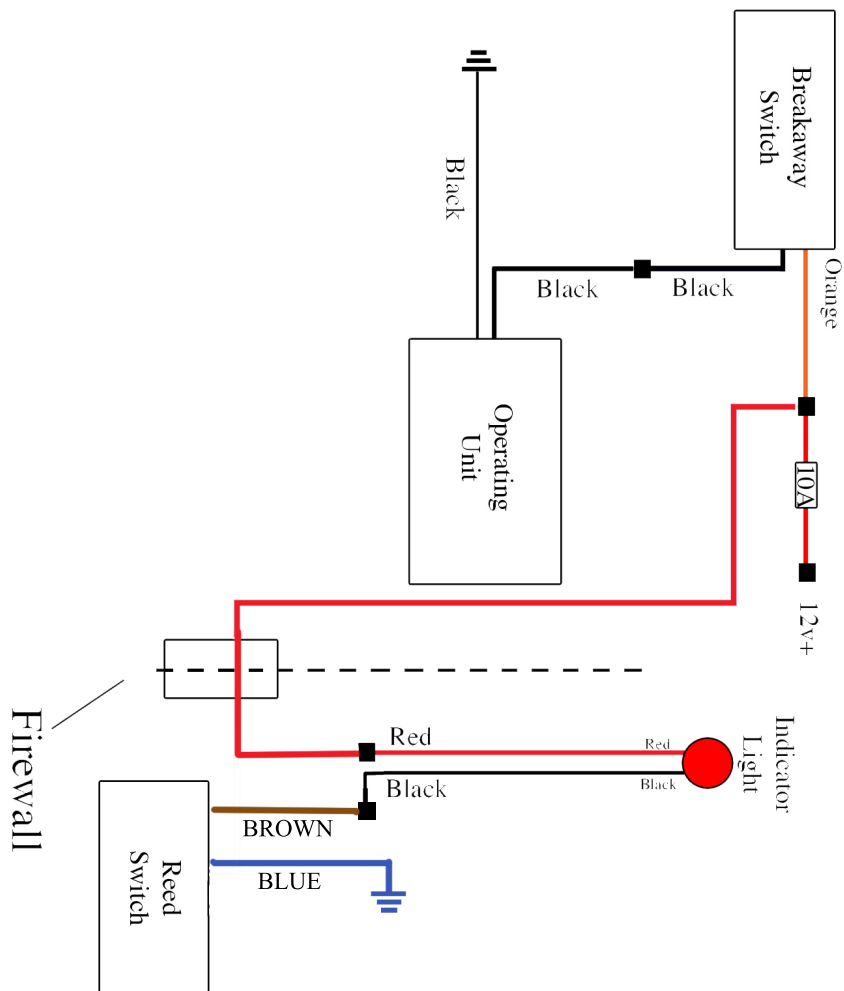 Breakaway
Switch
Black
Orange
Black
Black
Operating
Unit
10A
12v+
Firewall
Red
Red
Indicator
Light
Black
Black
BROWN
BLUE
Reed
Switch